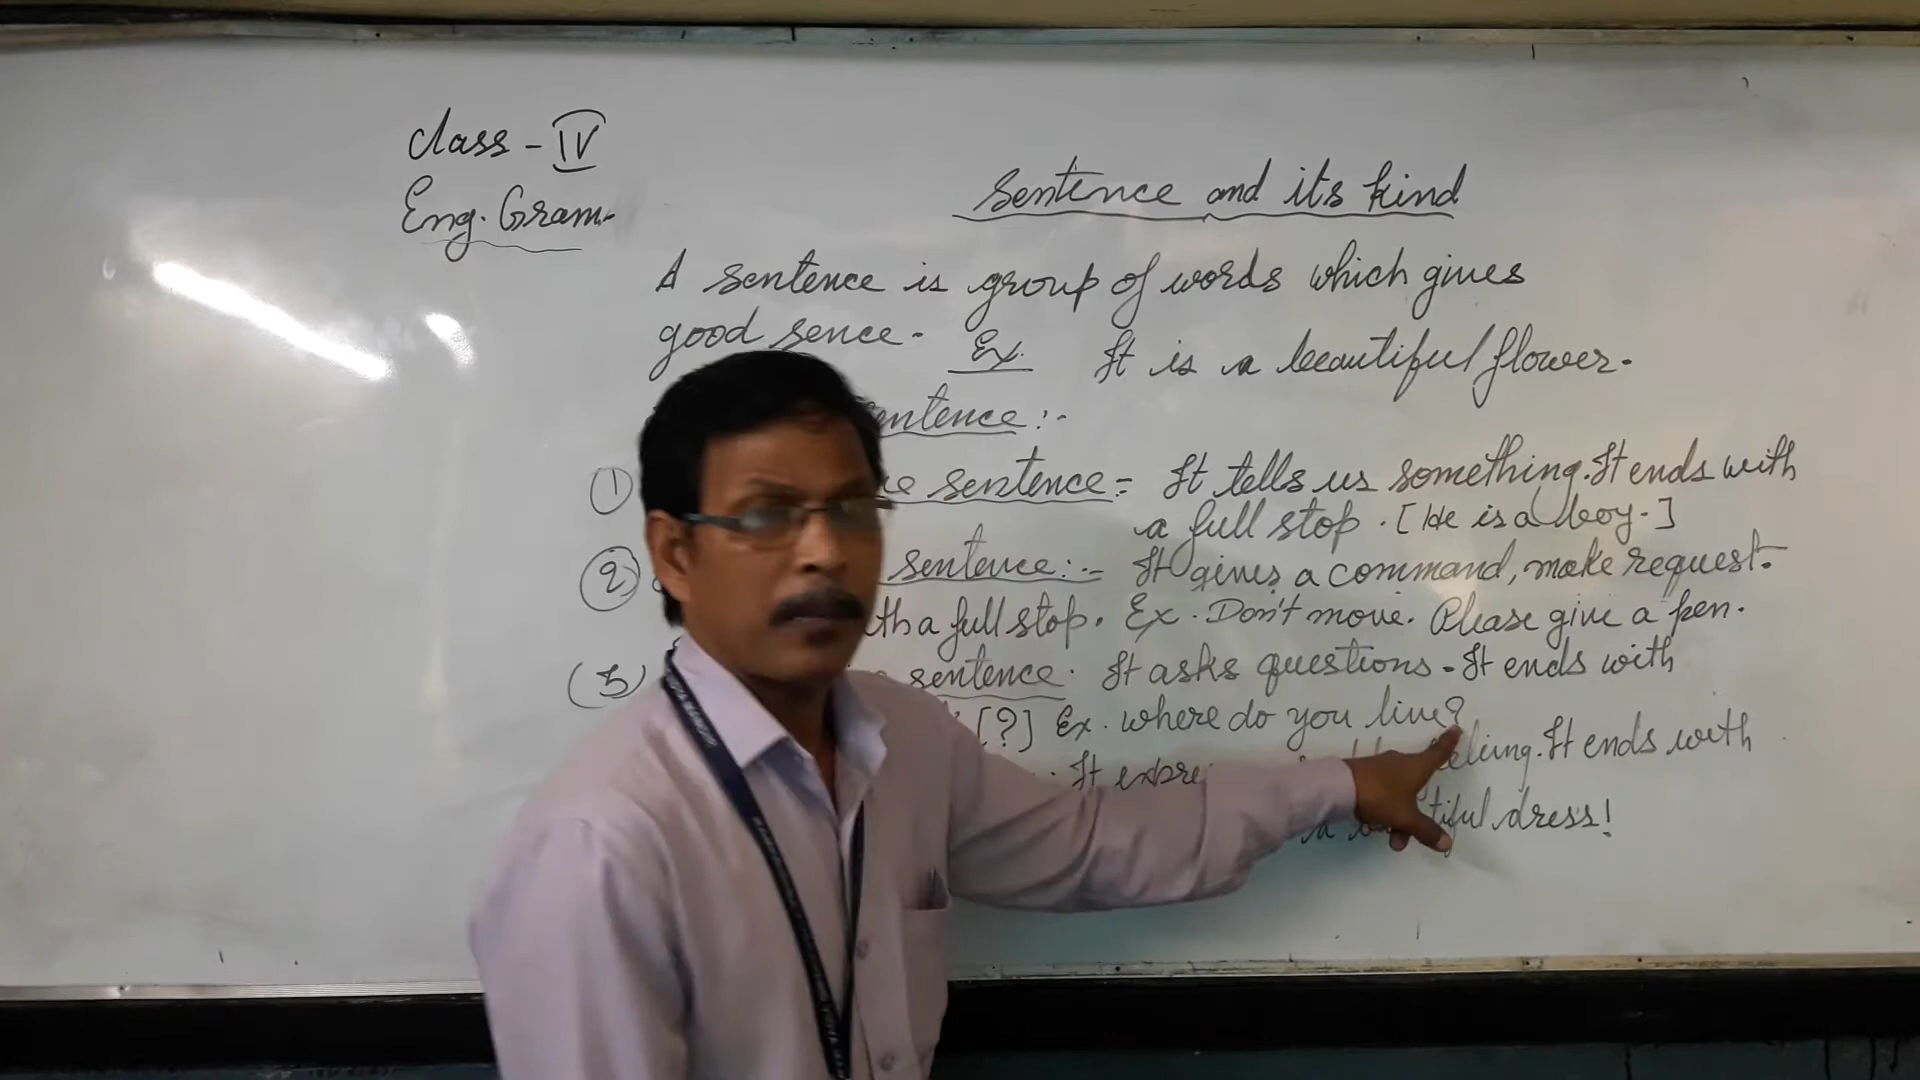 Class - IV
Eng. Gram.
Sentence and its kind
A sentence is group of words which gives
good sence. Ex. It is a beautiful flower.
entence :-
① e sentence = It tells us something. It ends with
a full stop. [He is a boy.]
② sentence :- It gives a command, make request.
th a full stop. Ex. Don't move. Please give a pen.
sentence. It asks questions - It ends with
[?] Ex. where do you live?
It expre eling. It ends with
a tiful dress!